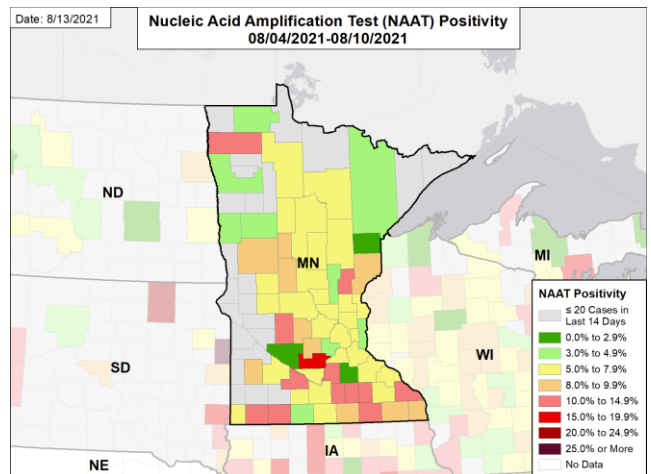 Date: 8/13/2021
Nucleic Acid Amplification Test (NAAT) Positivity
08/04/2021-08/10/2021
ND
MN
MI
SD
WI
NE
IA
NAAT Positivity
≤ 20 Cases in
Last 14 Days
0.0% to 2.9%
3.0% to 4.9%
5.0% to 7.9%
8.0% to 9.9%
10.0% to 14.9%
15.0% to 19.9%
20.0% to 24.9%
25.0% or More
No Data